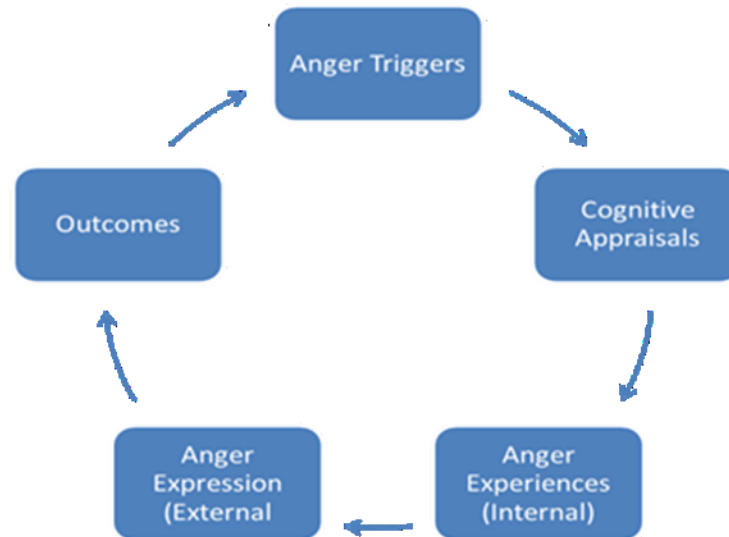 Anger Triggers
Cognitive
Appraisals
Anger
Experiences
(Internal)
Anger
Expression
(External
Outcomes